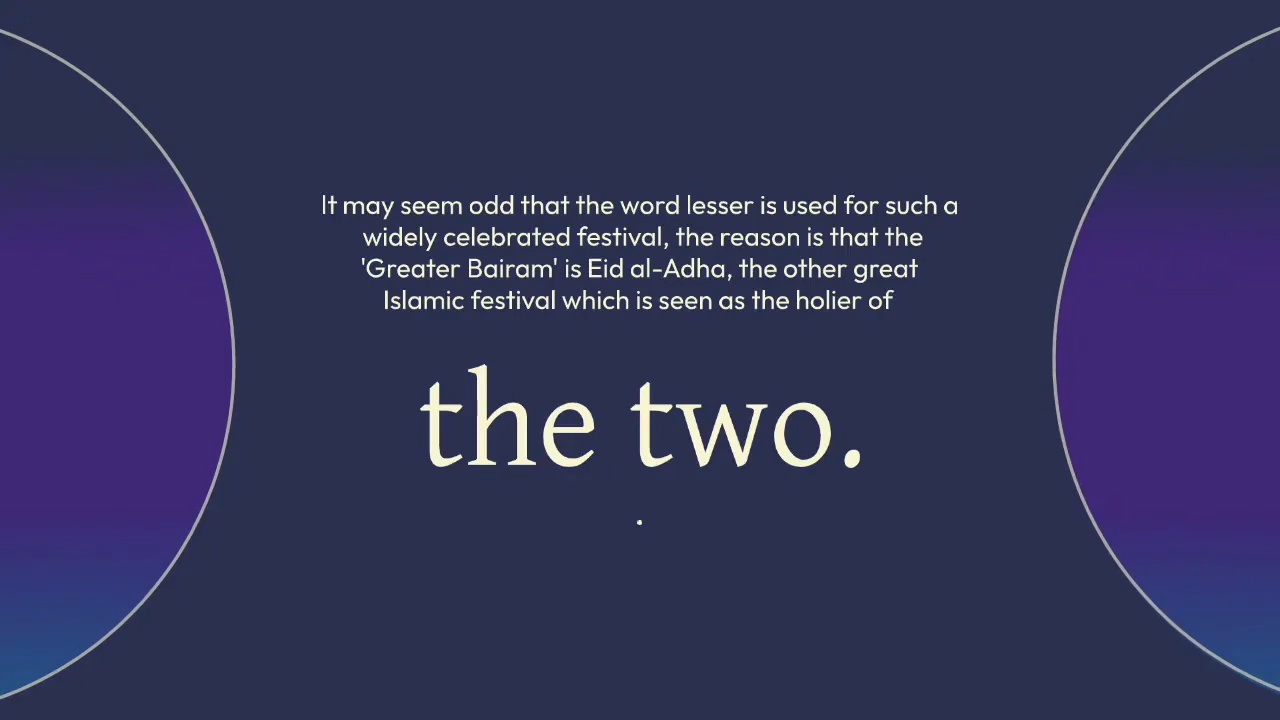 It may seem odd that the word lesser is used for such a
widely celebrated festival, the reason is that the
'Greater Bairam' is Eid al-Adha, the other great
Islamic festival which is seen as the holier of
the two.
.